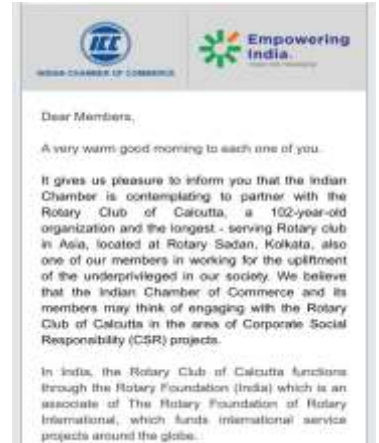 ICC
INDIAN CHAMBER OF COMMERCE
Empowering
India.
Dear Members,
A very warm good morning to each one of you.
It gives us pleasure to inform you that the Indian
Chamber is contemplating to partner with the
Rotary Club of Calcutta, a 102-year-old
organization and the longest - serving Rotary club
in Asia, located at Rotary Sadan, Kolkata, also
one of our members in working for the upliftment
of the underprivileged in our society. We believe
that the Indian Chamber of Commerce and its
members may think of engaging with the Rotary
Club of Calcutta in the area of Corporate Social
Responsibility (CSR) projects.
In India, the Rotary Club of Calcutta functions
through the Rotary Foundation (India) which is an
associate of The Rotary Foundation of Rotary
International, which funds international service
projects around the globe.